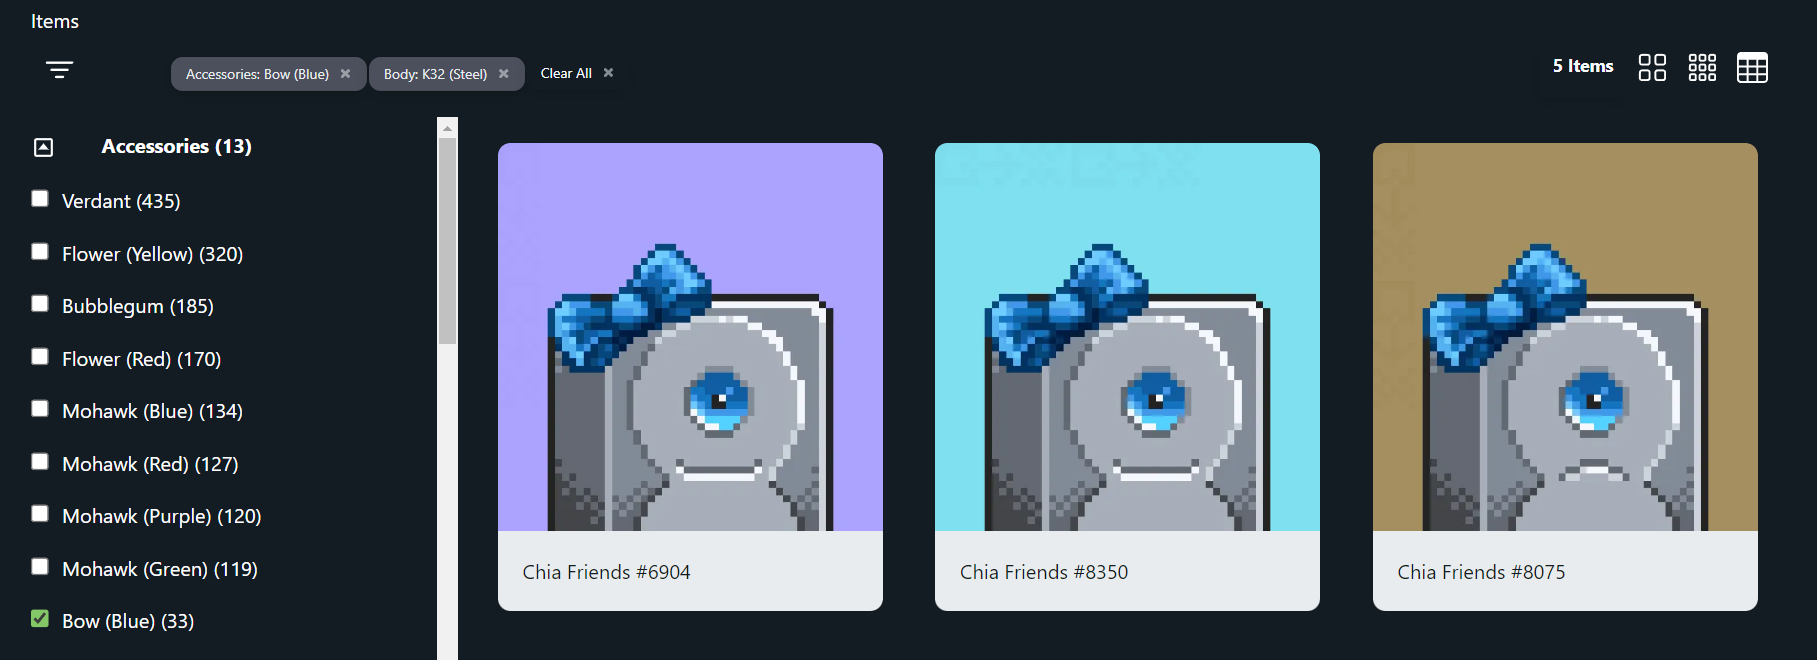 Items
Accessories: Bow (Blue) ×
Body: K32 (Steel) ×
Clear All ×
5 Items
Accessories (13)
Verdant (435)
Flower (Yellow) (320)
Bubblegum (185)
Flower (Red) (170)
Mohawk (Blue) (134)
Mohawk (Red) (127)
Mohawk (Purple) (120)
Mohawk (Green) (119)
Bow (Blue) (33)
Chia Friends #6904
Chia Friends #8350
Chia Friends #8075